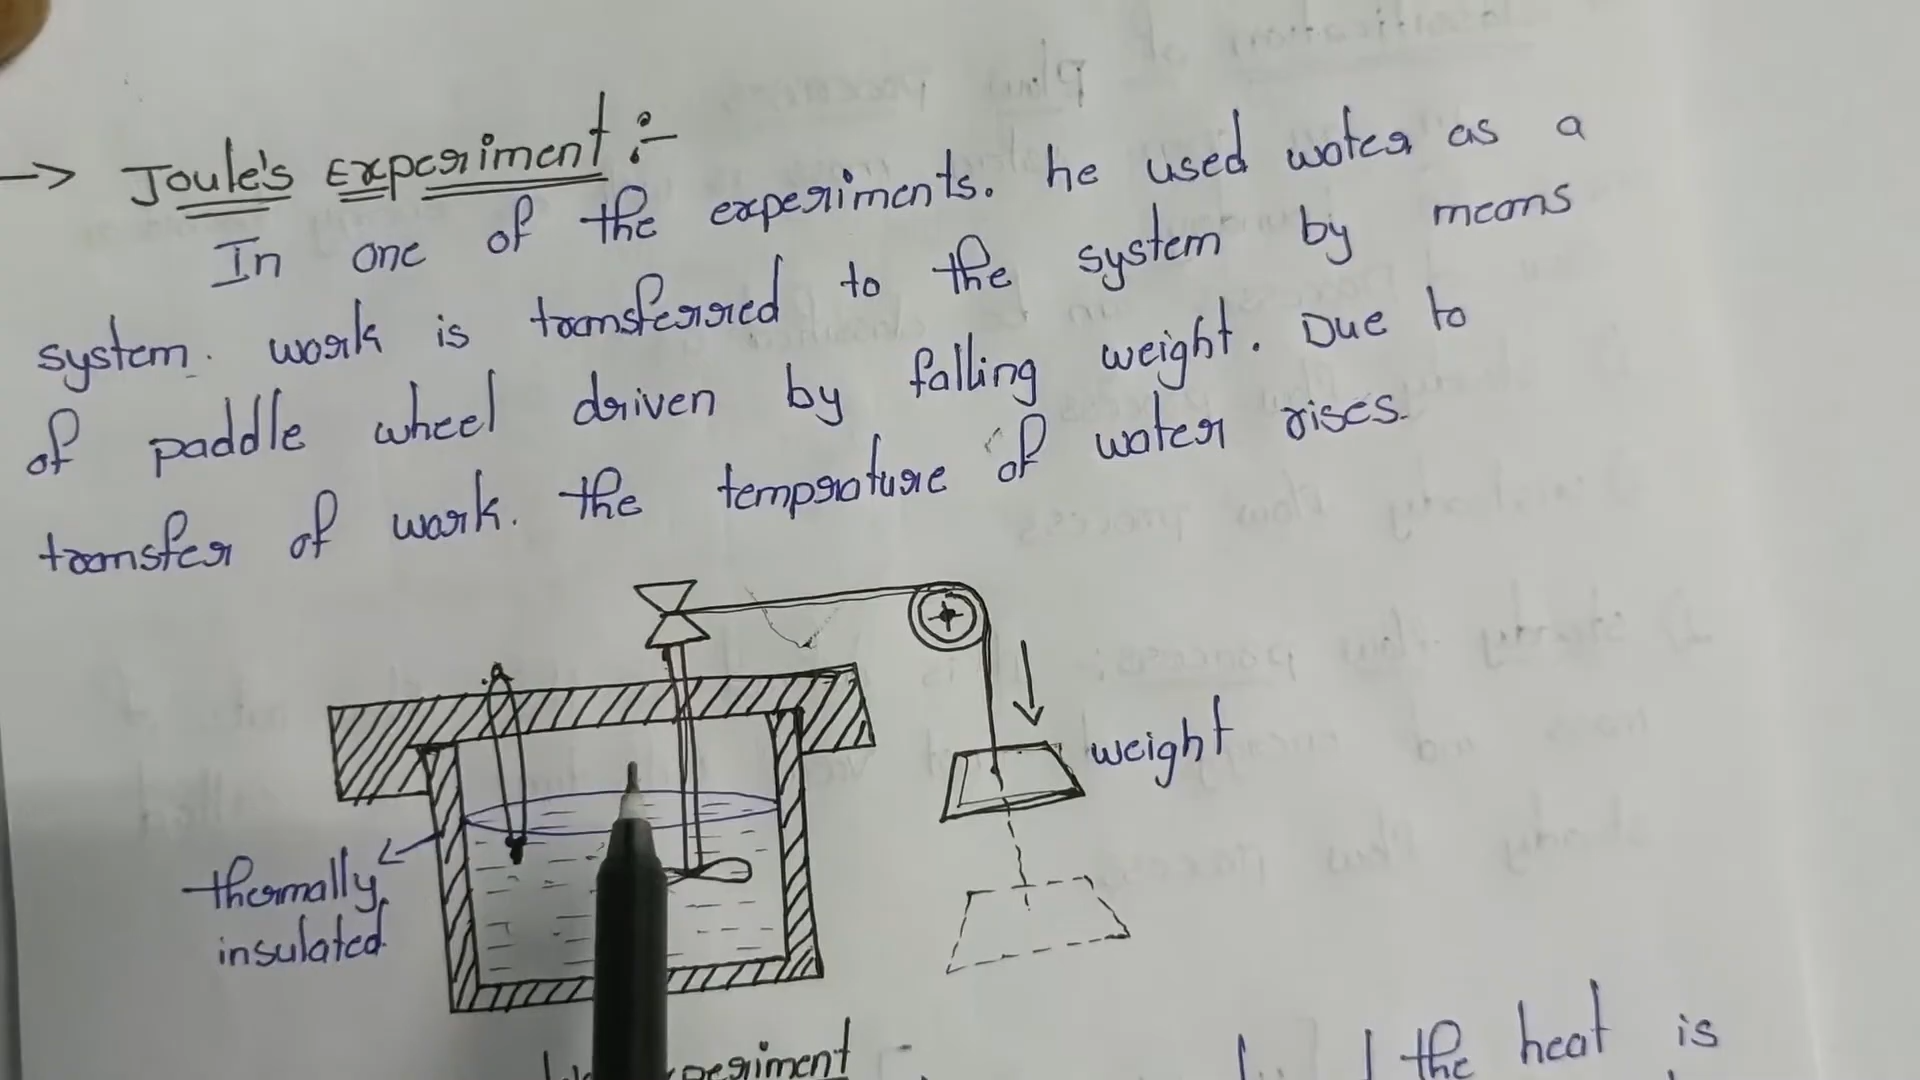 → Joule's Experiment :-
In one of the experiments. he used water as a
system. work is transferred to the system by means
of paddle wheel driven by falling weight. Due to
transfer of work. the temprature of water rises.
weight
thermally
insulated
experiment
the heat is